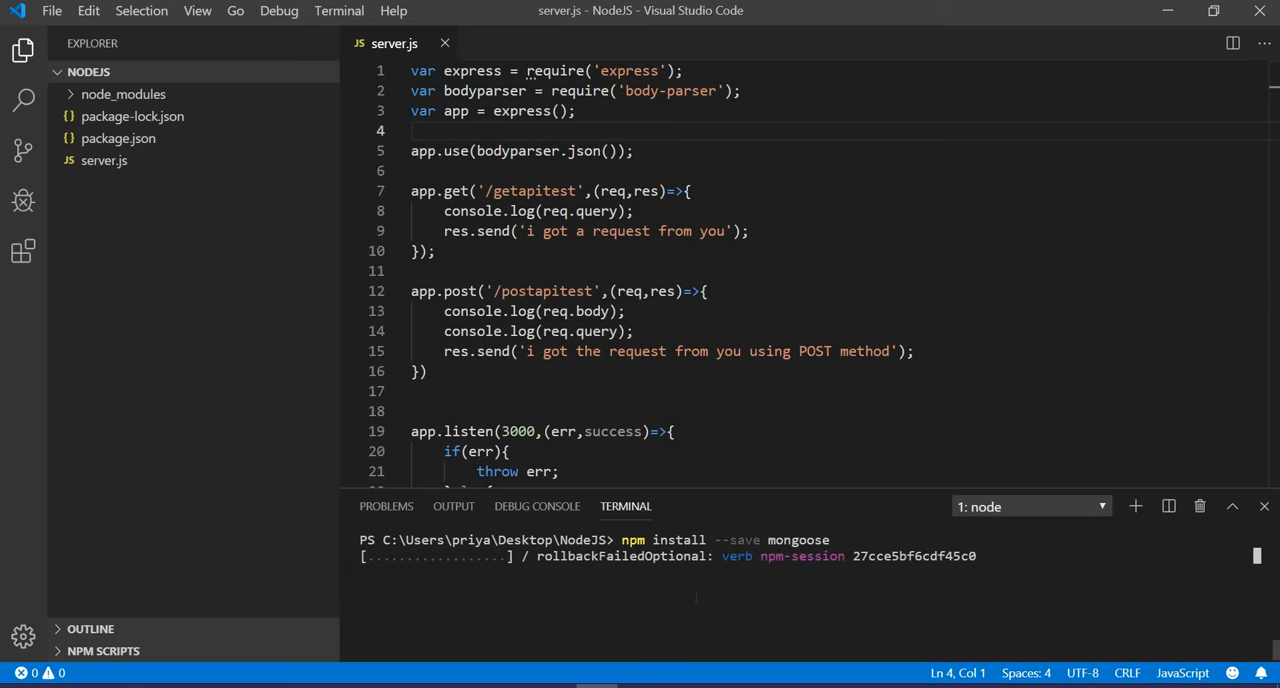 File Edit Selection View Go Debug Terminal Help server.js - NodeJS - Visual Studio Code
EXPLORER
NODEJS
node_modules
{} package-lock.json
{} package.json
JS server.js
OUTLINE
NPM SCRIPTS
JS server.js
1 var express = require('express');
2 var bodyparser = require('body-parser');
3 var app = express();
4
5 app.use(bodyparser.json());
6
7 app.get('/getapitest',(req,res)=>{
8 console.log(req.query);
9 res.send('i got a request from you');
10 });
11
12 app.post('/postapitest',(req,res)=>{
13 console.log(req.body);
14 console.log(req.query);
15 res.send('i got the request from you using POST method');
16 })
17
18
19 app.listen(3000,(err,success)=>{
20 if(err){
21 throw err;
PROBLEMS OUTPUT DEBUG CONSOLE TERMINAL 1: node
PS C:\Users\priya\Desktop\NodeJS> npm install --save mongoose
[..................] / rollbackFailedOptional: verb npm-session 27cce5bf6cdf45c0
0 0 Ln 4, Col 1 Spaces: 4 UTF-8 CRLF JavaScript